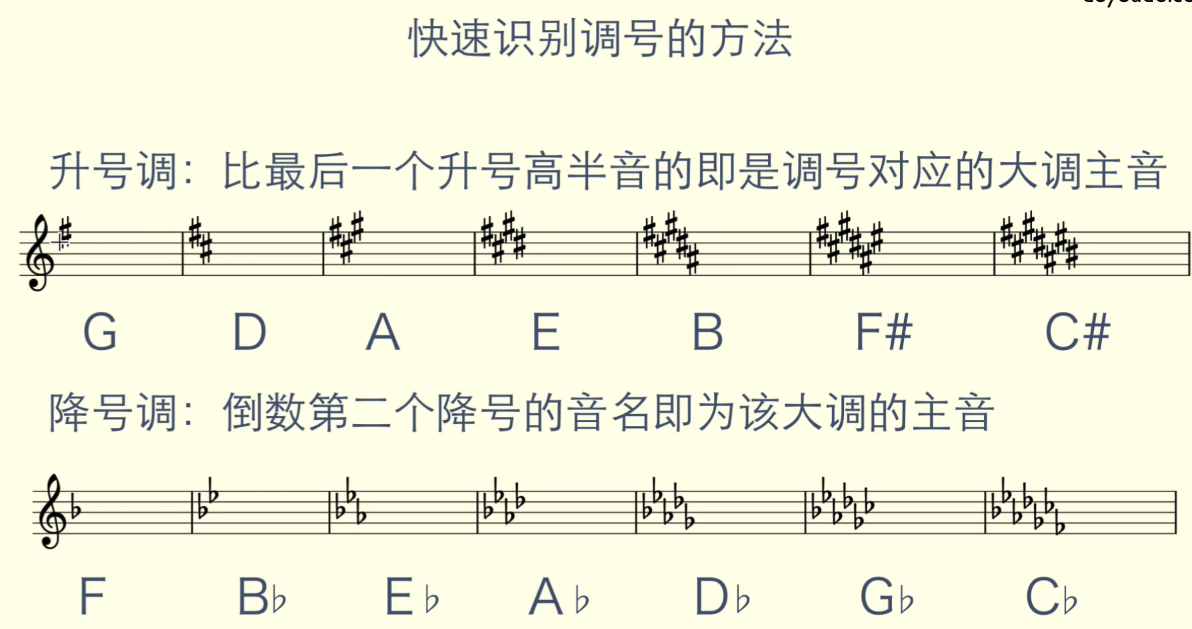 快速识别调号的方法
升号调：比最后一个升号高半音的即是调号对应的大调主音
G D A E B F# C#
降号调：倒数第二个降号的音名即为该大调的主音
F B♭ E♭ A♭ D♭ G♭ C♭